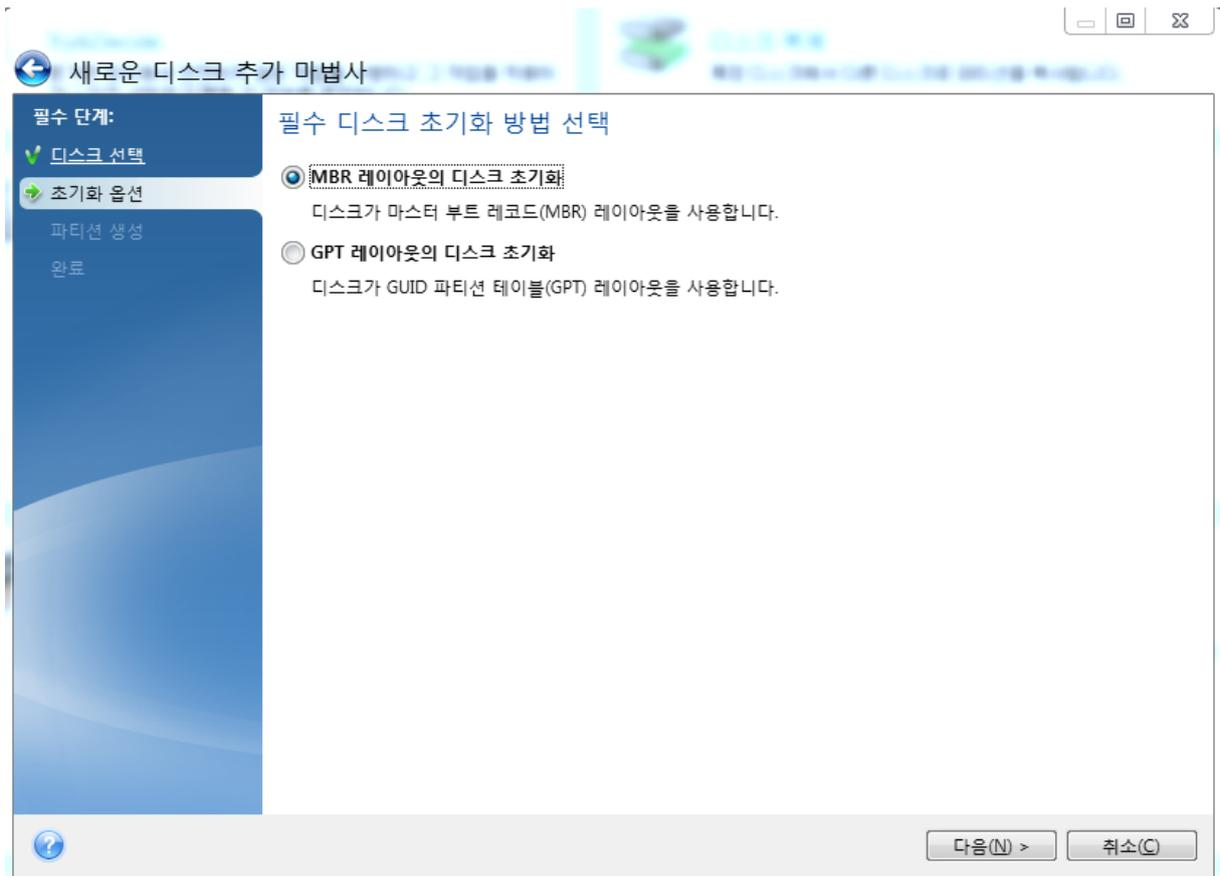 새로운 디스크 추가 마법사
필수 단계:
디스크 선택
초기화 옵션
파티션 생성
완료
필수 디스크 초기화 방법 선택
MBR 레이아웃의 디스크 초기화
디스크가 마스터 부트 레코드(MBR) 레이아웃을 사용합니다.
GPT 레이아웃의 디스크 초기화
디스크가 GUID 파티션 테이블(GPT) 레이아웃을 사용합니다.
다음(N) >
취소(C)